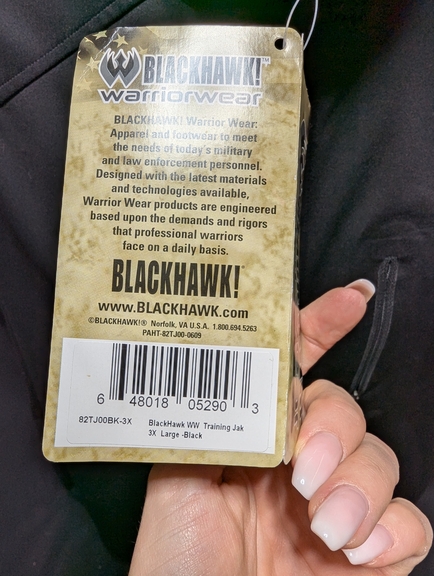 BLACKHAWK!™
warriorwear
BLACKHAWK! Warrior Wear:
Apparel and footwear to meet
the needs of today's military
and law enforcement personnel.
Designed with the latest materials
and technologies available,
Warrior Wear products are engineered
based upon the demands and rigors
that professional warriors
face on a daily basis.
BLACKHAWK!
www.BLACKHAWK.com
©BLACKHAWK!® Norfolk, VA U.S.A. 1.800.694.5263
PAHT-82TJ00-0609
6 48018 05290 3
82TJ00BK-3X BlackHawk WW Training Jak
3X Large -Black